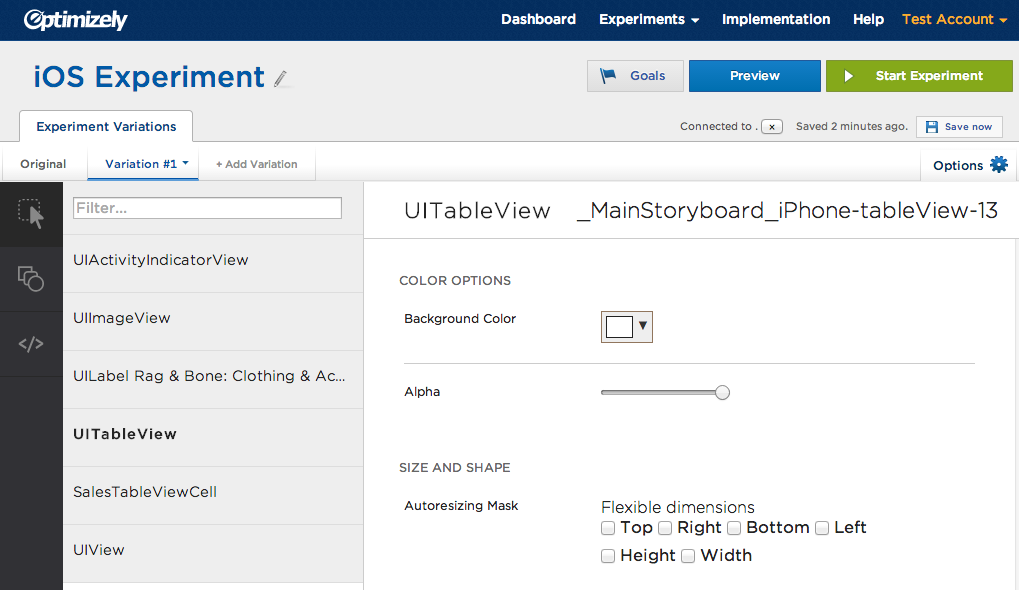 Optimizely Dashboard Experiments Implementation Help Test Account
iOS Experiment Goals Preview Start Experiment
Experiment Variations Connected to . x Saved 2 minutes ago. Save now
Original Variation #1 + Add Variation Options
Filter... UITableView _MainStoryboard_iPhone-tableView-13
UIActivityIndicatorView
COLOR OPTIONS
UIImageView
Background Color
UILabel Rag & Bone: Clothing & Ac...
Alpha
UITableView
SIZE AND SHAPE
SalesTableViewCell
Autoresizing Mask Flexible dimensions
Top Right Bottom Left
UIView
Height Width